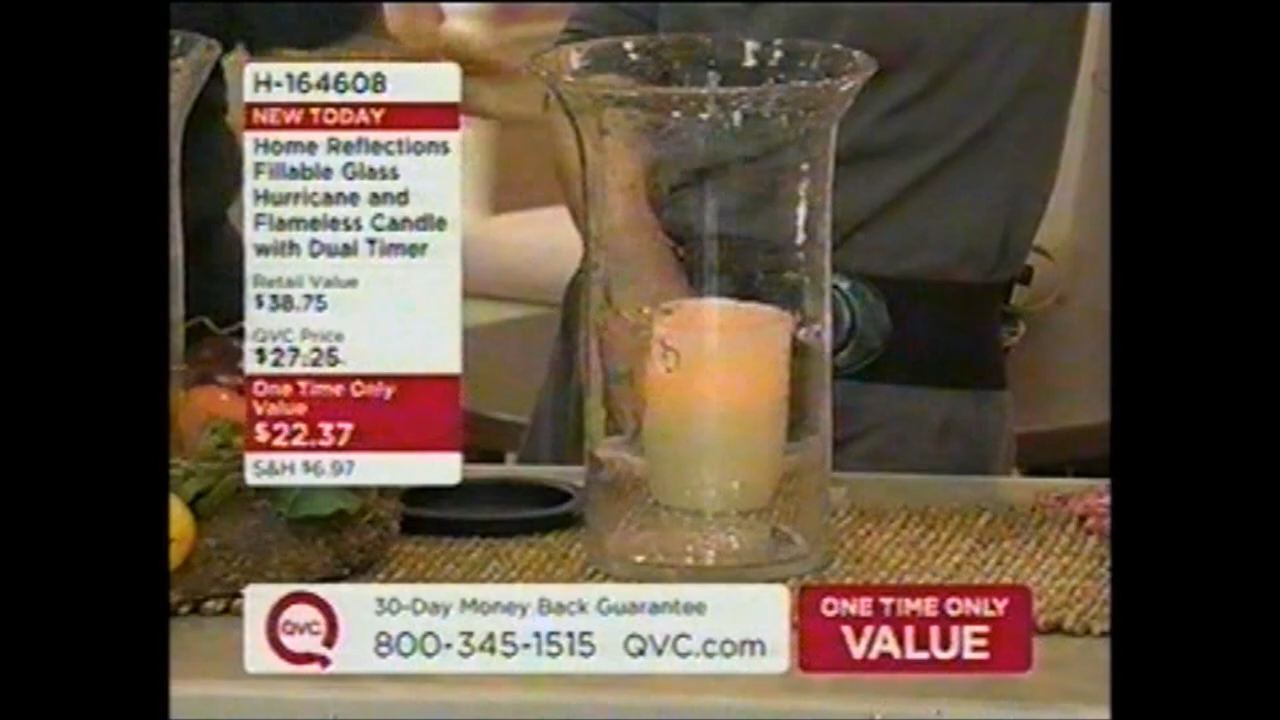 H-164608
NEW TODAY
Home Reflections
Fillable Glass
Hurricane and
Flameless Candle
with Dual Timer
Retail Value
$38.75
QVC Price
$27.25
One Time Only
Value
$22.37
S&H $6.97
QVC
30-Day Money Back Guarantee
800-345-1515 QVC.com
ONE TIME ONLY
VALUE